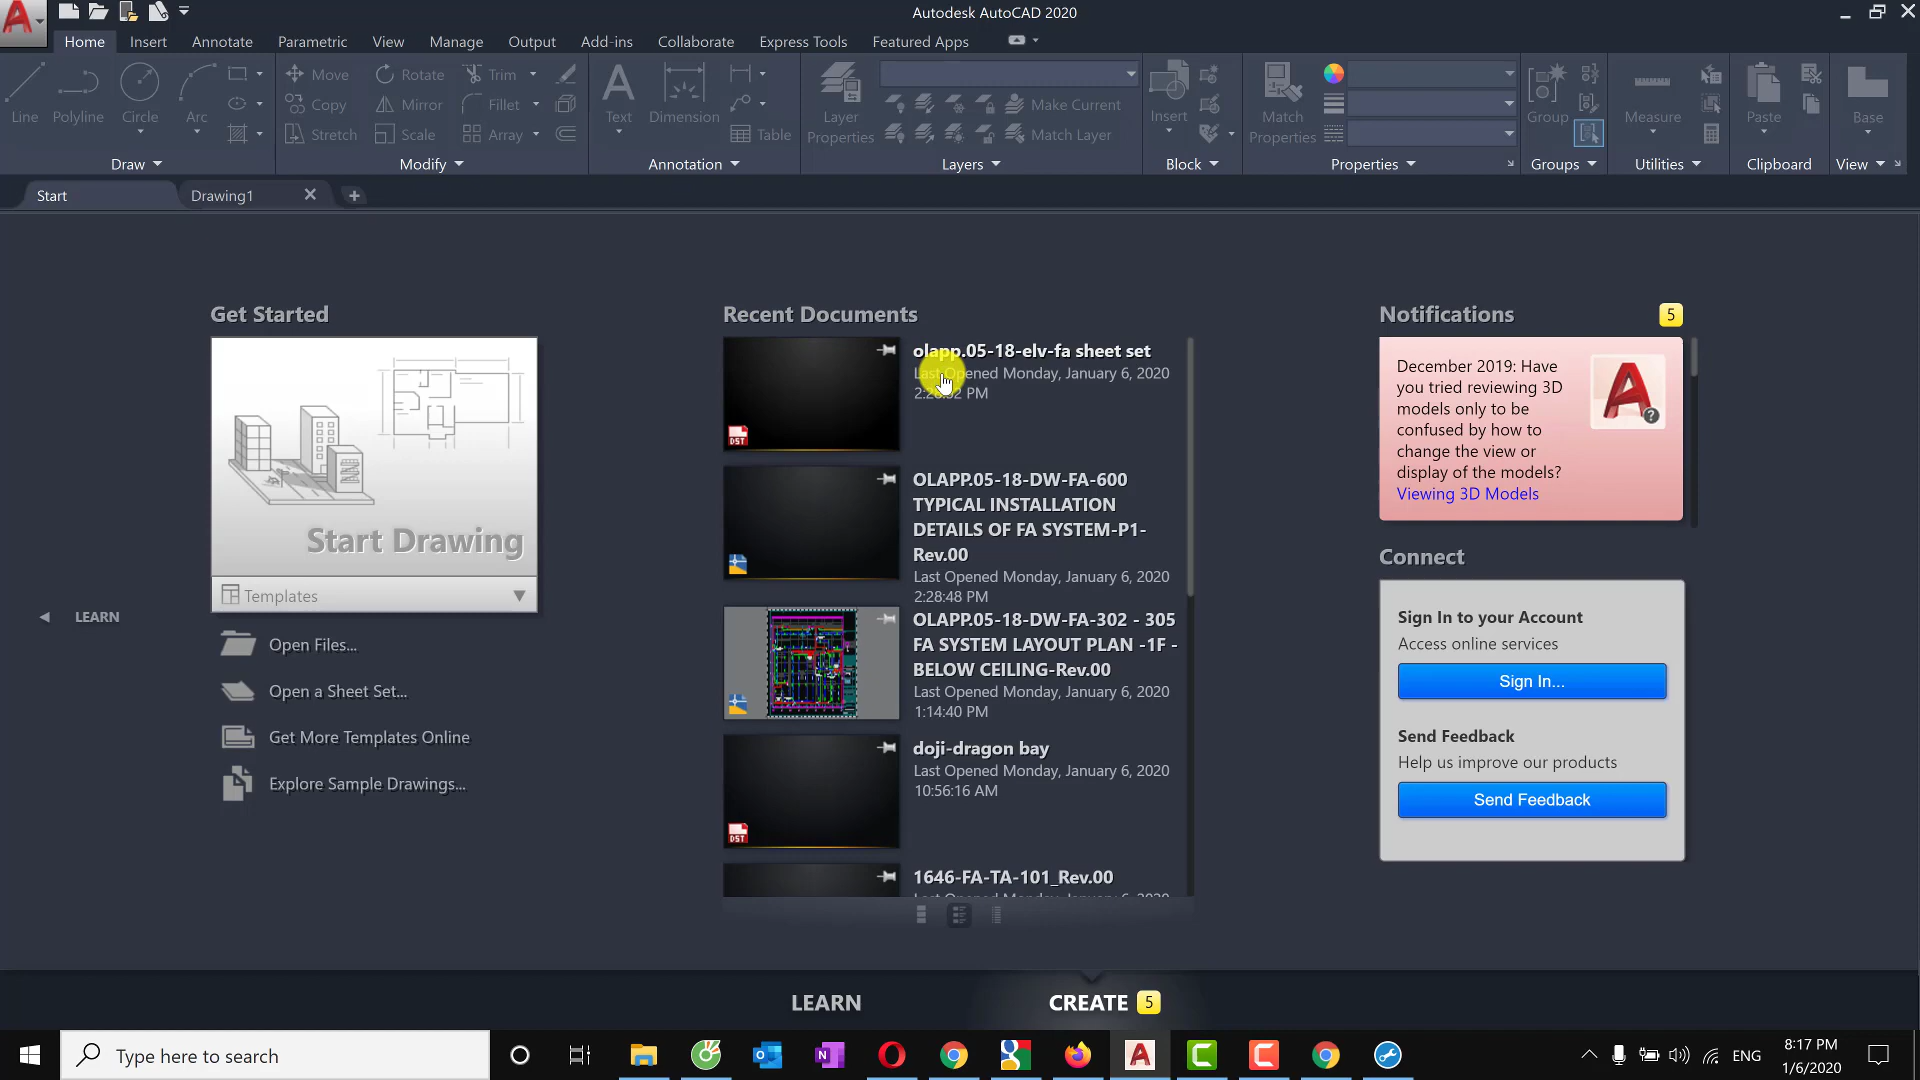 Autodesk AutoCAD 2020
Home Insert Annotate Parametric View Manage Output Add-ins Collaborate Express Tools Featured Apps
Line Polyline Circle Arc
Move Rotate Trim
Copy Mirror Fillet
Stretch Scale Array
Text Dimension Table
Layer Properties
Make Current
Match Layer
Insert
Match Properties
Group
Measure
Paste
Base
Draw Modify Annotation Layers Block Properties Groups Utilities Clipboard View
Start Drawing1
Get Started
Start Drawing
Templates
Open Files...
Open a Sheet Set...
Get More Templates Online
Explore Sample Drawings...
LEARN
Recent Documents
olapp.05-18-elv-fa sheet set
Last Opened Monday, January 6, 2020
PM
DST
OLAPP.05-18-DW-FA-600
TYPICAL INSTALLATION
DETAILS OF FA SYSTEM-P1-
Rev.00
Last Opened Monday, January 6, 2020
2:28:48 PM
OLAPP.05-18-DW-FA-302 - 305
FA SYSTEM LAYOUT PLAN -1F -
BELOW CEILING-Rev.00
Last Opened Monday, January 6, 2020
1:14:40 PM
doji-dragon bay
Last Opened Monday, January 6, 2020
10:56:16 AM
DST
1646-FA-TA-101_Rev.00
Notifications 5
December 2019: Have
you tried reviewing 3D
models only to be
confused by how to
change the view or
display of the models?
Viewing 3D Models
Connect
Sign In to your Account
Access online services
Sign In...
Send Feedback
Help us improve our products
Send Feedback
LEARN CREATE 5
Type here to search
ENG
8:17 PM
1/6/2020